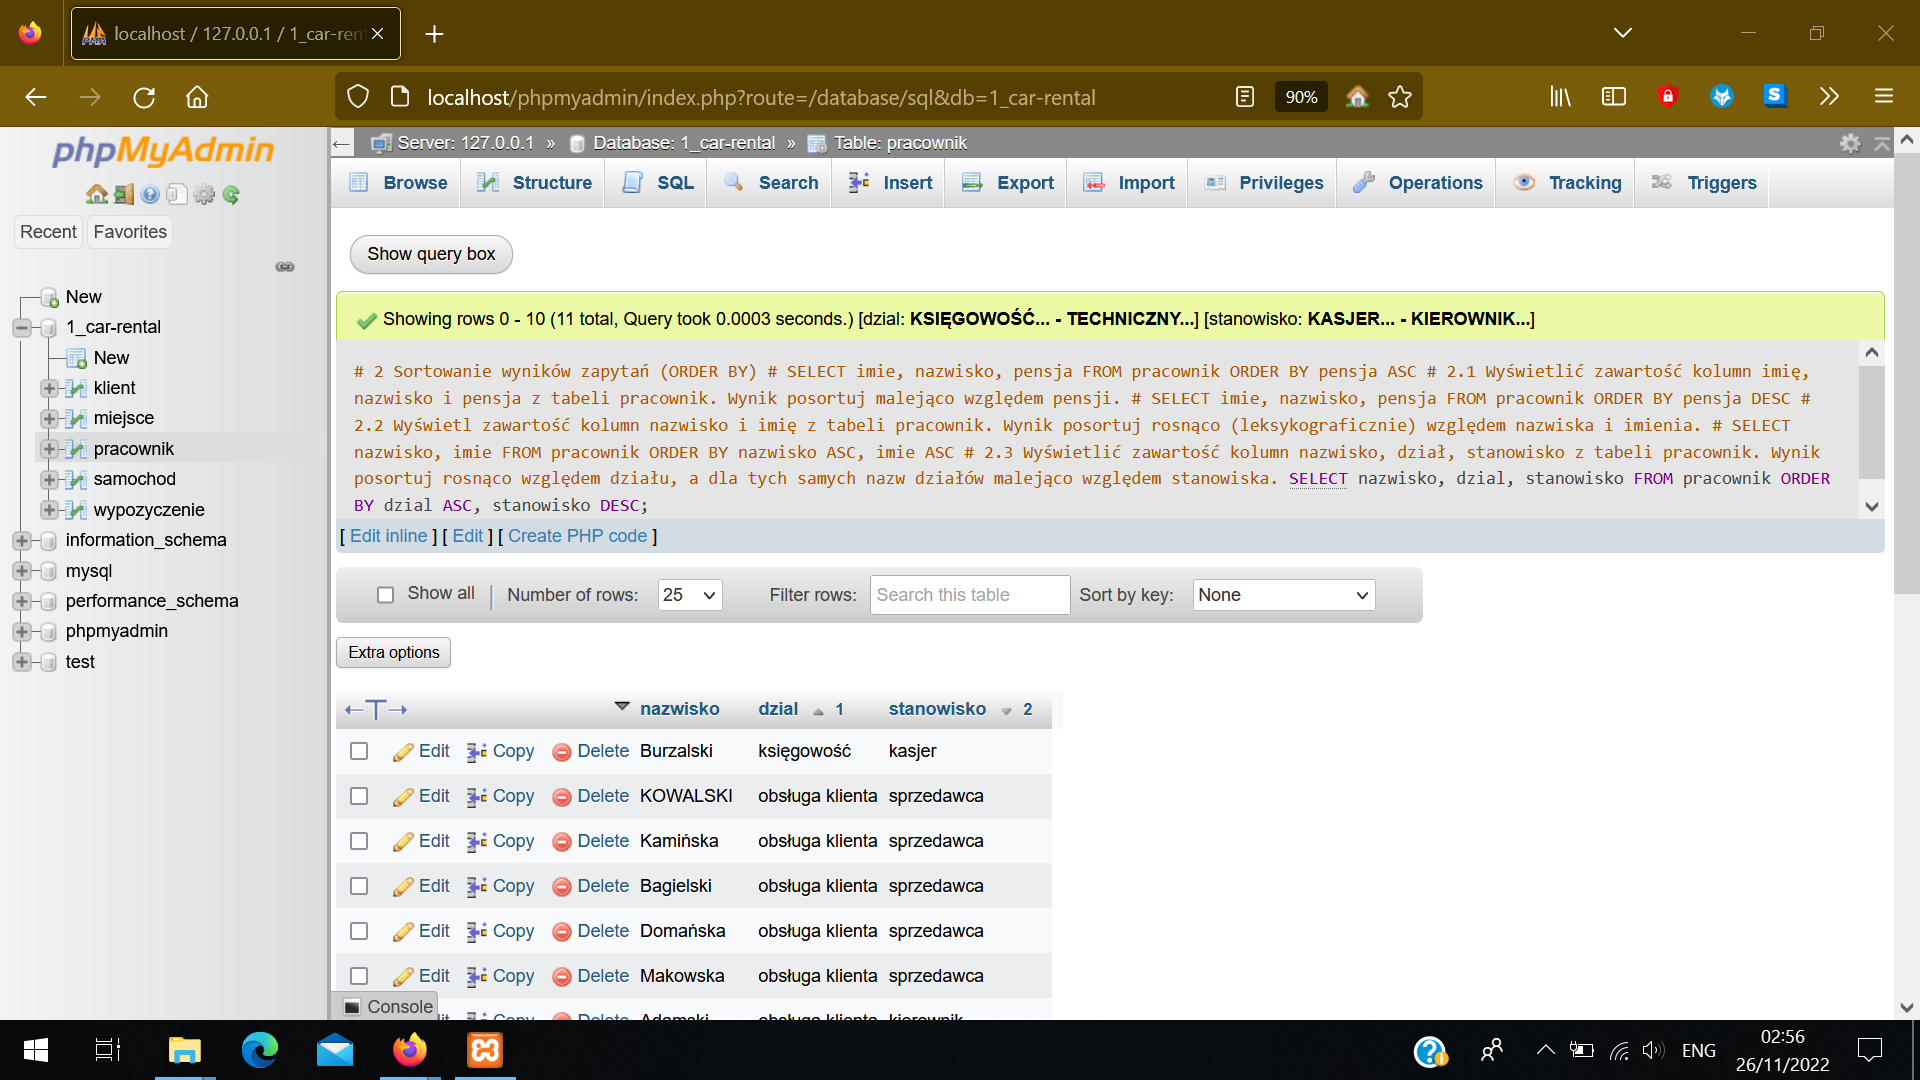 localhost / 127.0.0.1 / 1_car-ren
localhost/phpmyadmin/index.php?route=/database/sql&db=1_car-rental
90%
phpMyAdmin
Recent
Favorites
New
1_car-rental
New
klient
miejsce
pracownik
samochod
wypozyczenie
information_schema
mysql
performance_schema
phpmyadmin
test
Server: 127.0.0.1 » Database: 1_car-rental » Table: pracownik
Browse Structure SQL Search Insert Export Import Privileges Operations Tracking Triggers
Show query box
Showing rows 0 - 10 (11 total, Query took 0.0003 seconds.) [dzial: KSIĘGOWOŚĆ... - TECHNICZNY...] [stanowisko: KASJER... - KIEROWNIK...]
# 2 Sortowanie wyników zapytań (ORDER BY) # SELECT imie, nazwisko, pensja FROM pracownik ORDER BY pensja ASC # 2.1 Wyświetlić zawartość kolumn imię,
nazwisko i pensja z tabeli pracownik. Wynik posortuj malejąco względem pensji. # SELECT imie, nazwisko, pensja FROM pracownik ORDER BY pensja DESC #
2.2 Wyświetl zawartość kolumn nazwisko i imię z tabeli pracownik. Wynik posortuj rosnąco (leksykograficznie) względem nazwiska i imienia. # SELECT
nazwisko, imie FROM pracownik ORDER BY nazwisko ASC, imie ASC # 2.3 Wyświetlić zawartość kolumn nazwisko, dział, stanowisko z tabeli pracownik. Wynik
posortuj rosnąco względem działu, a dla tych samych nazw działów malejąco względem stanowiska. SELECT nazwisko, dzial, stanowisko FROM pracownik ORDER
BY dzial ASC, stanowisko DESC;
[ Edit inline ] [ Edit ] [ Create PHP code ]
Show all | Number of rows: 25 Filter rows: Search this table Sort by key: None
Extra options
nazwisko dzial 1 stanowisko 2
Edit Copy Delete Burzalski księgowość kasjer
Edit Copy Delete KOWALSKI obsługa klienta sprzedawca
Edit Copy Delete Kamińska obsługa klienta sprzedawca
Edit Copy Delete Bagielski obsługa klienta sprzedawca
Edit Copy Delete Domańska obsługa klienta sprzedawca
Edit Copy Delete Makowska obsługa klienta sprzedawca
Copy Delete Adamski obsługa klienta kierownik
Console
ENG
02:56
26/11/2022